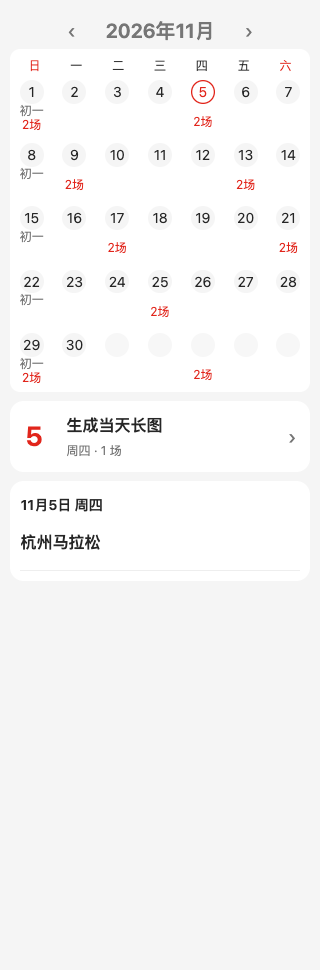 ‹ 2026年11月 ›
日 一 二 三 四 五 六
1 2 3 4 5 6 7
初一
2场 2场
8 9 10 11 12 13 14
初一
2场 2场
15 16 17 18 19 20 21
初一
2场 2场
22 23 24 25 26 27 28
初一
2场
29 30
初一
2场 2场
5 生成当天长图 ›
周四 · 1 场
11月5日 周四
杭州马拉松